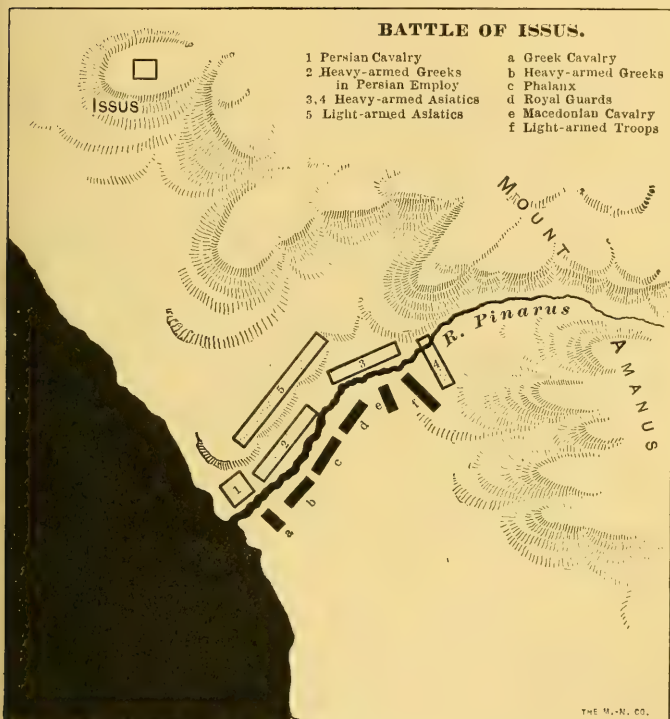 BATTLE OF ISSUS.
1 Persian Cavalry
2 Heavy-armed Greeks
in Persian Employ
3,4 Heavy-armed Asiatics
5 Light-armed Asiatics
a Greek Cavalry
b Heavy-armed Greeks
c Phalanx
d Royal Guards
e Macedonian Cavalry
f Light-armed Troops
ISSUS
MOUNT
AMANUS
R. Pinarus
5
3
4
2
1
e
f
d
c
b
a
THE M.-N. CO.